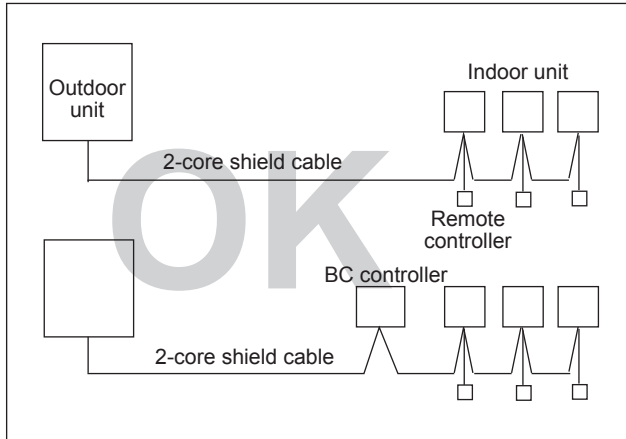 Outdoor
unit
Indoor unit
2-core shield cable
Remote
controller
OK
BC controller
2-core shield cable